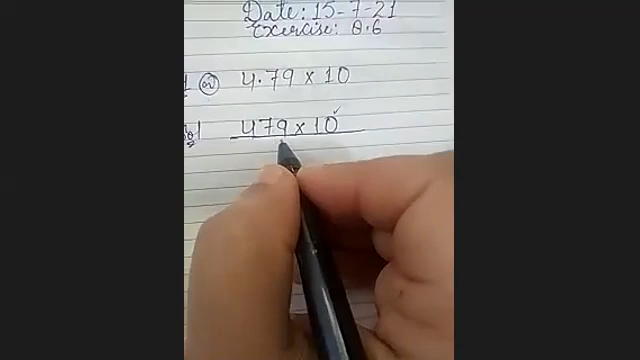 Date: 15-7-21
Exercise: 8.6
4.79 x 10
479 x 10